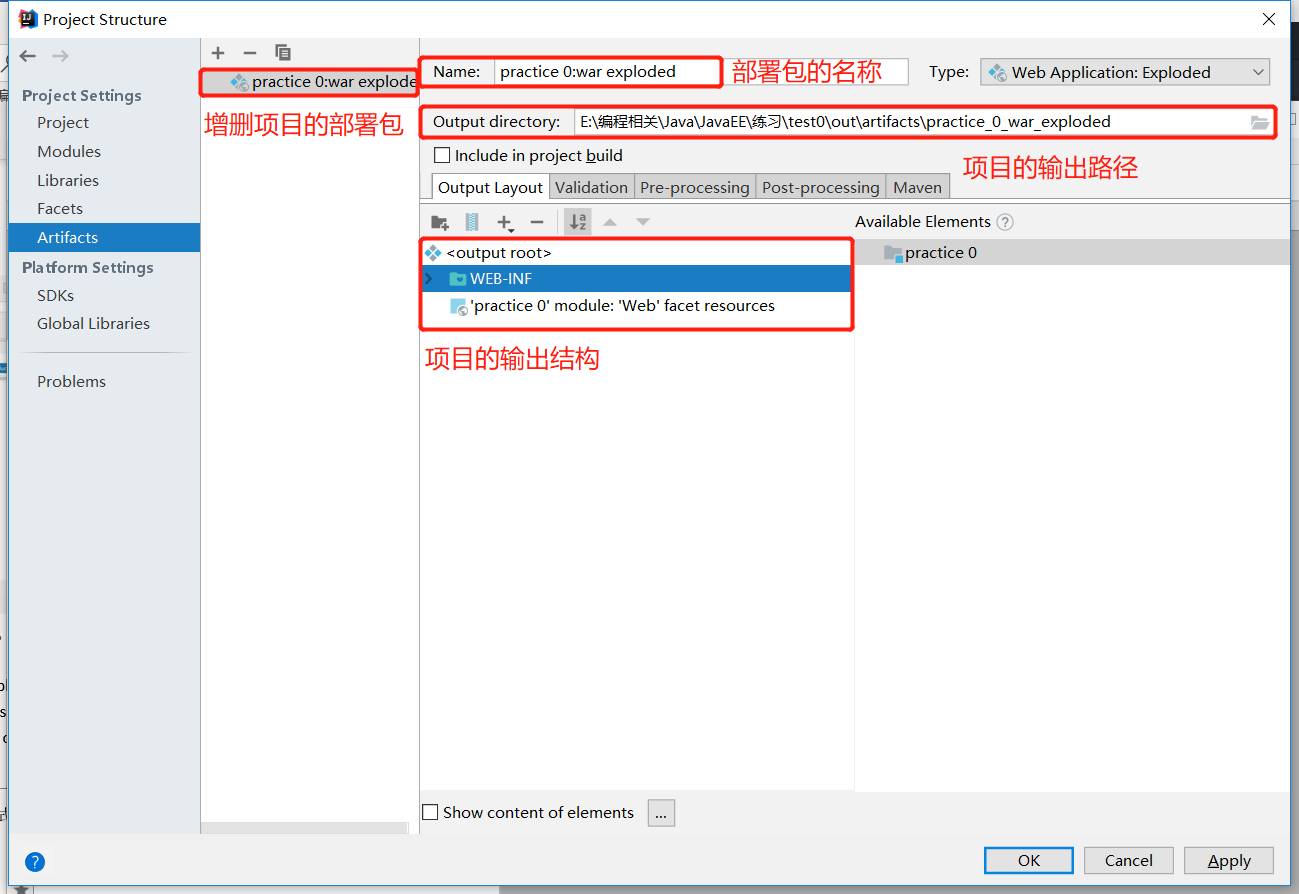 Project Structure
Project Settings
Project
Modules
Libraries
Facets
Artifacts
Platform Settings
SDKs
Global Libraries
Problems
practice 0:war explode
增删项目的部署包
Name: practice 0:war exploded
部署包的名称
Type: Web Application: Exploded
Output directory: E:\编程相关\Java\JavaEE\练习\test0\out\artifacts\practice_0_war_exploded
Include in project build
项目的输出路径
Output Layout Validation Pre-processing Post-processing Maven
Available Elements ?
<output root>
WEB-INF
'practice 0' module: 'Web' facet resources
practice 0
项目的输出结构
Show content of elements ...
? OK Cancel Apply